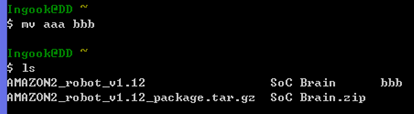 Ingook@DD ~
$ mv aaa bbb
Ingook@DD ~
$ ls
AMAZON2_robot_v1.12 SoC Brain bbb
AMAZON2_robot_v1.12_package.tar.gz SoC Brain.zip